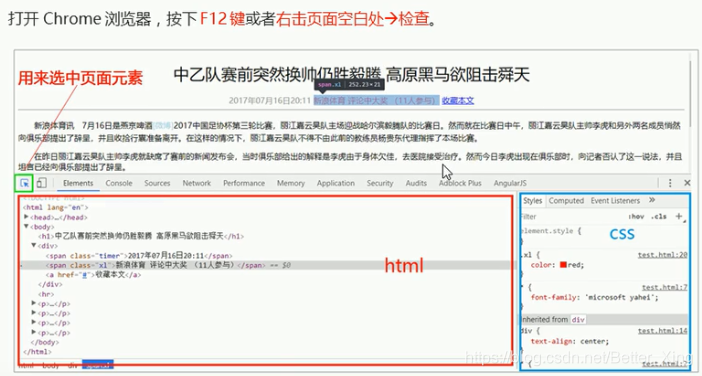 打开 Chrome 浏览器，按下 F12 键或者右击页面空白处→检查。
用来选中页面元素
中乙队赛前突然换帅仍胜毅腾 高原黑马欲阻击舜天
span.xl | 252.23×21
2017年07月16日20:11 新浪体育 评论中大奖 （11人参与） 收藏本文
新浪体育讯 7月16日是燕京啤酒[微博]2017中国足协杯第三轮比赛，丽江嘉云昊队主场迎战哈尔滨毅腾队的比赛日。然而就在比赛日中午，丽江嘉云昊队主帅李虎和另外两名成员悄然
向俱乐部提出了辞呈，并且收拾行囊准备离开。在这样的情况下，丽江嘉云昊队不得不由此前的教练员杨贵东代理指挥了本场比赛。
在昨日丽江嘉云昊队主帅李虎就缺席了赛前的新闻发布会，当时俱乐部给出的解释是李虎由于身体欠佳，去医院接受治疗。然而今日李虎出现在俱乐部时，向记者否认了这一说法，并且
坦言已经向俱乐部提出了辞呈。
Elements Console Sources Network Performance Memory Application Security Audits Adblock Plus AngularJS
<!doctype html>
<html lang="en">
<head>…</head>
<body>
<h1>中乙队赛前突然换帅仍胜毅腾 高原黑马欲阻击舜天</h1>
<div>
<span class="timer">2017年07月16日20:11</span>
<span class="xl">新浪体育 评论中大奖 （11人参与）</span> == $0
<a href="#">收藏本文</a>
</div>
<hr>
<p>…</p>
<p>…</p>
<p>…</p>
<p>…</p>
</body>
</html>
html
html body div span.xl
Styles Computed Event Listeners »
Filter :hov .cls +
element.style {
}
CSS
.xl { test.html:20
color: red;
}
* { test.html:7
font-family: 'microsoft yahei';
}
Inherited from div
div { test.html:14
text-align: center;
}
* { test.html:7
https://blog.csdn.net/Better_Xing